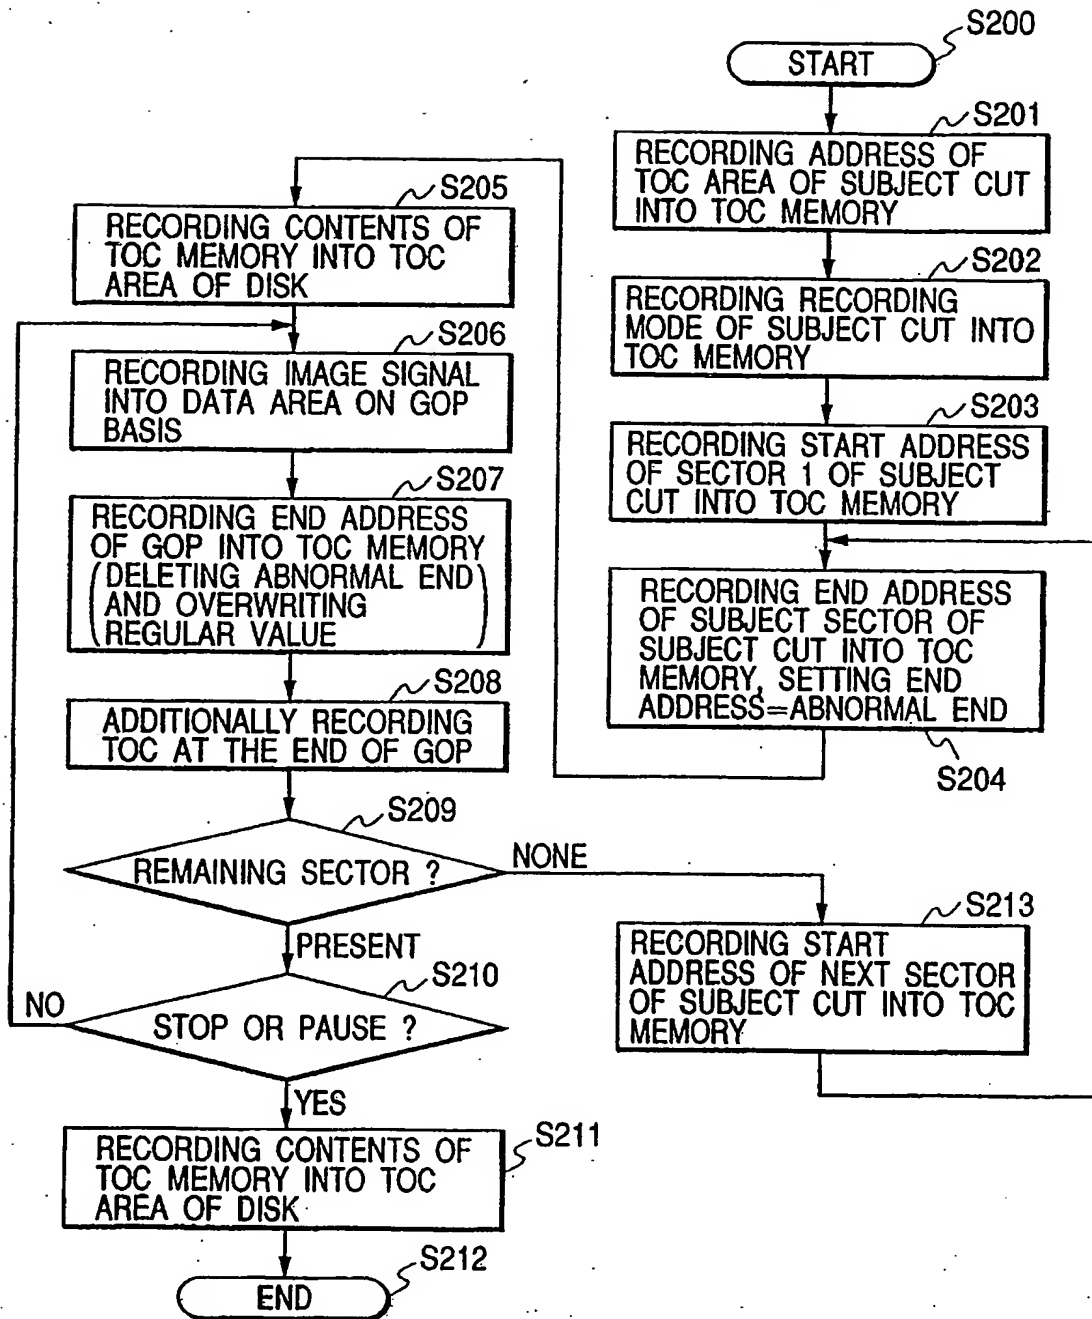 S200
START
S201
RECORDING ADDRESS OF
TOC AREA OF SUBJECT CUT
INTO TOC MEMORY
S202
RECORDING RECORDING
MODE OF SUBJECT CUT INTO
TOC MEMORY
S203
RECORDING START ADDRESS
OF SECTOR 1 OF SUBJECT
CUT INTO TOC MEMORY
RECORDING END ADDRESS
OF SUBJECT SECTOR OF
SUBJECT CUT INTO TOC
MEMORY, SETTING END
ADDRESS=ABNORMAL END
S204
S205
RECORDING CONTENTS OF
TOC MEMORY INTO TOC
AREA OF DISK
S206
RECORDING IMAGE SIGNAL
INTO DATA AREA ON GOP
BASIS
S207
RECORDING END ADDRESS
OF GOP INTO TOC MEMORY
(DELETING ABNORMAL END
AND OVERWRITING
REGULAR VALUE)
S208
ADDITIONALLY RECORDING
TOC AT THE END OF GOP
S209
REMAINING SECTOR ?
NONE
PRESENT
S210
STOP OR PAUSE ?
NO
YES
S211
RECORDING CONTENTS OF
TOC MEMORY INTO TOC
AREA OF DISK
S212
END
S213
RECORDING START
ADDRESS OF NEXT SECTOR
OF SUBJECT CUT INTO TOC
MEMORY